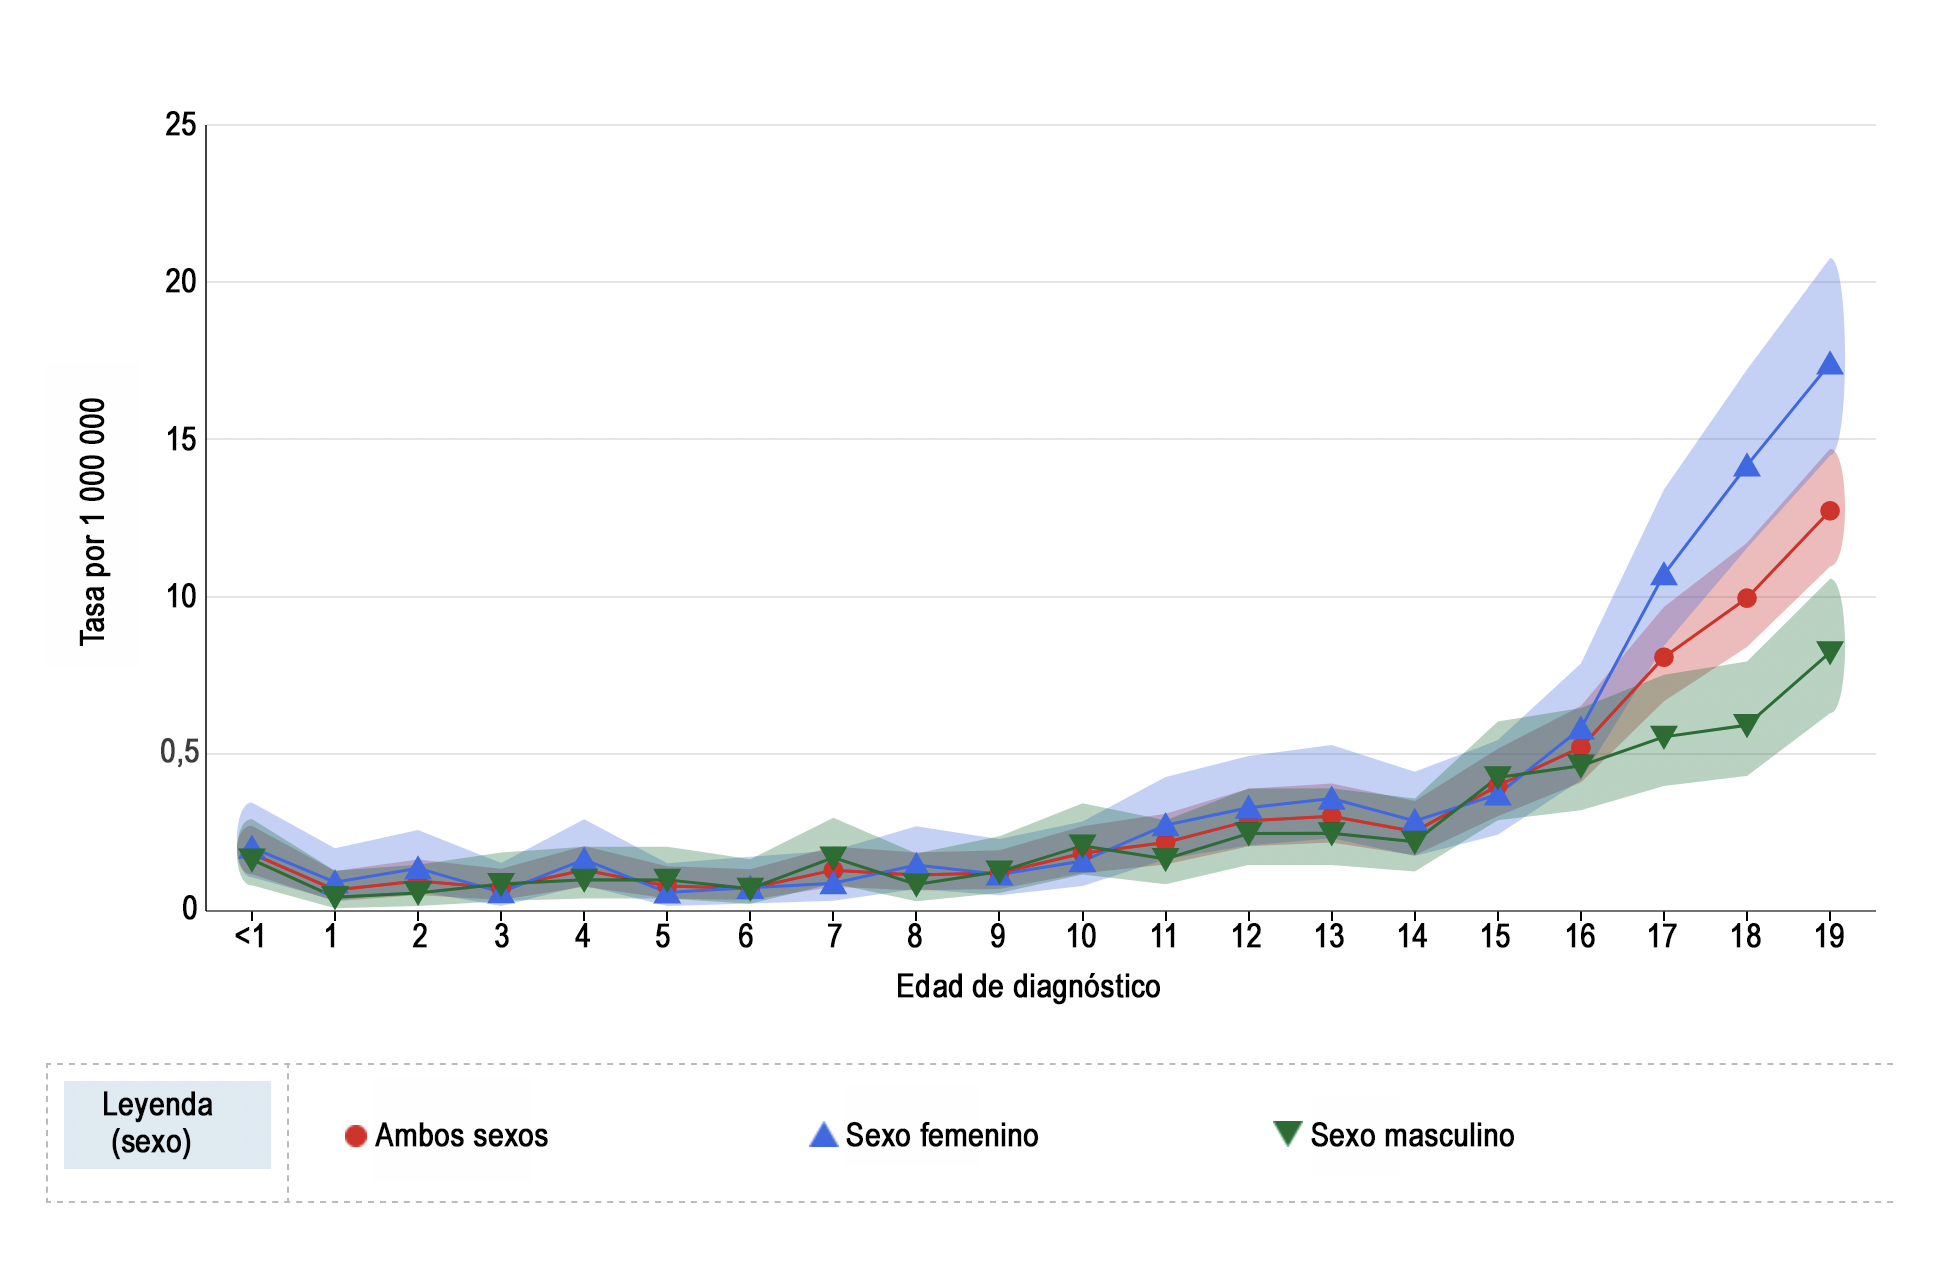 25
20
15
10
0,5
0
Tasa por 1 000 000
<1 1 2 3 4 5 6 7 8 9 10 11 12 13 14 15 16 17 18 19
Edad de diagnóstico
Leyenda
(sexo)
Ambos sexos
Sexo femenino
Sexo masculino